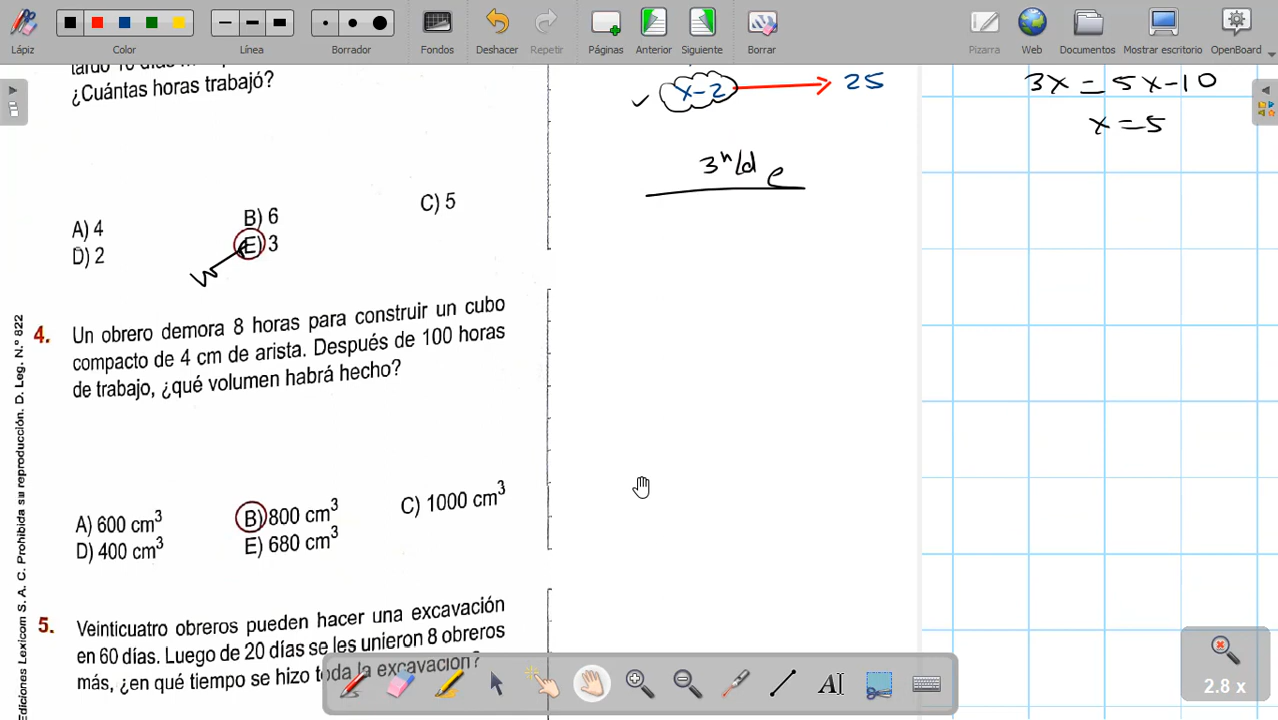 Lápiz Color Línea Borrador Fondos Deshacer Repetir Páginas Anterior Siguiente Borrar Pizarra Web Documentos Mostrar escritorio OpenBoard
¿Cuántas horas trabajó?
A) 4
B) 6
C) 5
D) 2
E) 3
4. Un obrero demora 8 horas para construir un cubo
compacto de 4 cm de arista. Después de 100 horas
de trabajo, ¿qué volumen habrá hecho?
A) 600 cm³
B) 800 cm³
C) 1000 cm³
D) 400 cm³
E) 680 cm³
5. Veinticuatro obreros pueden hacer una excavación
en 60 días. Luego de 20 días se les unieron 8 obreros
más, ¿en qué tiempo se hizo toda la excavación?
Ediciones Lexicom S. A. C. Prohibida su reproducción. D. Leg. N.º 822
x-2 25
3ʰ/d e
3x = 5x-10
x = 5
2.8 x